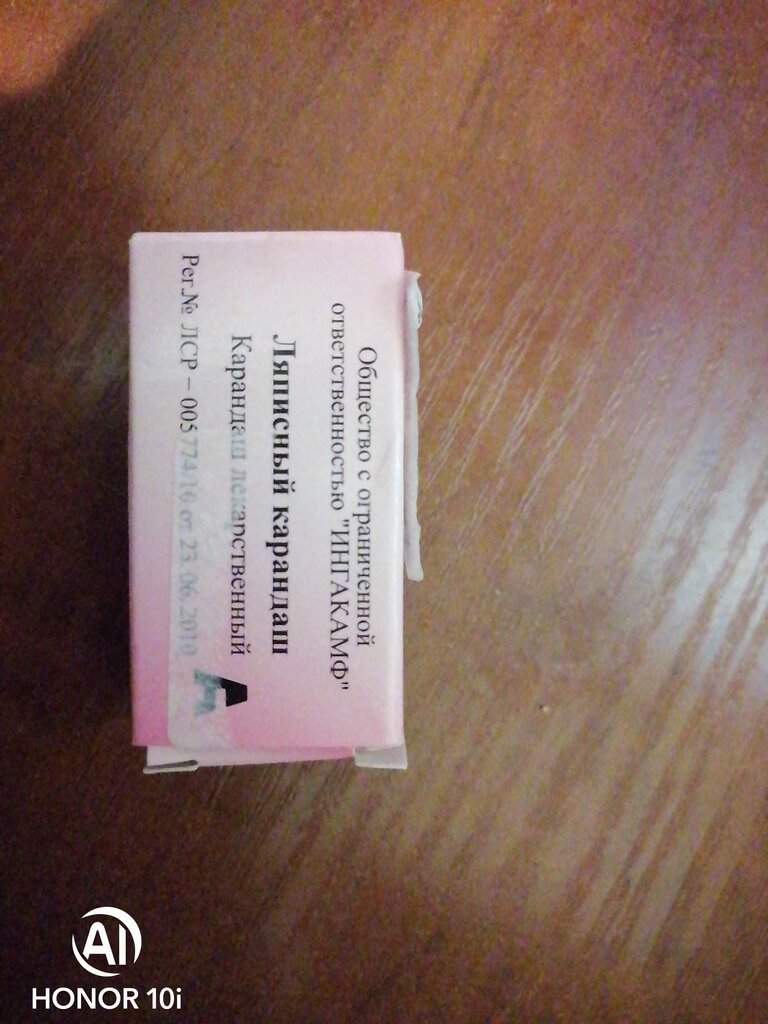 Общество с ограниченной
ответственностью "ИНГАКАМФ"
Ляписный карандаш
Карандаш лекарственный
Рег.№ ЛСР – 005774/10 от 23.06.2010
AI
HONOR 10i